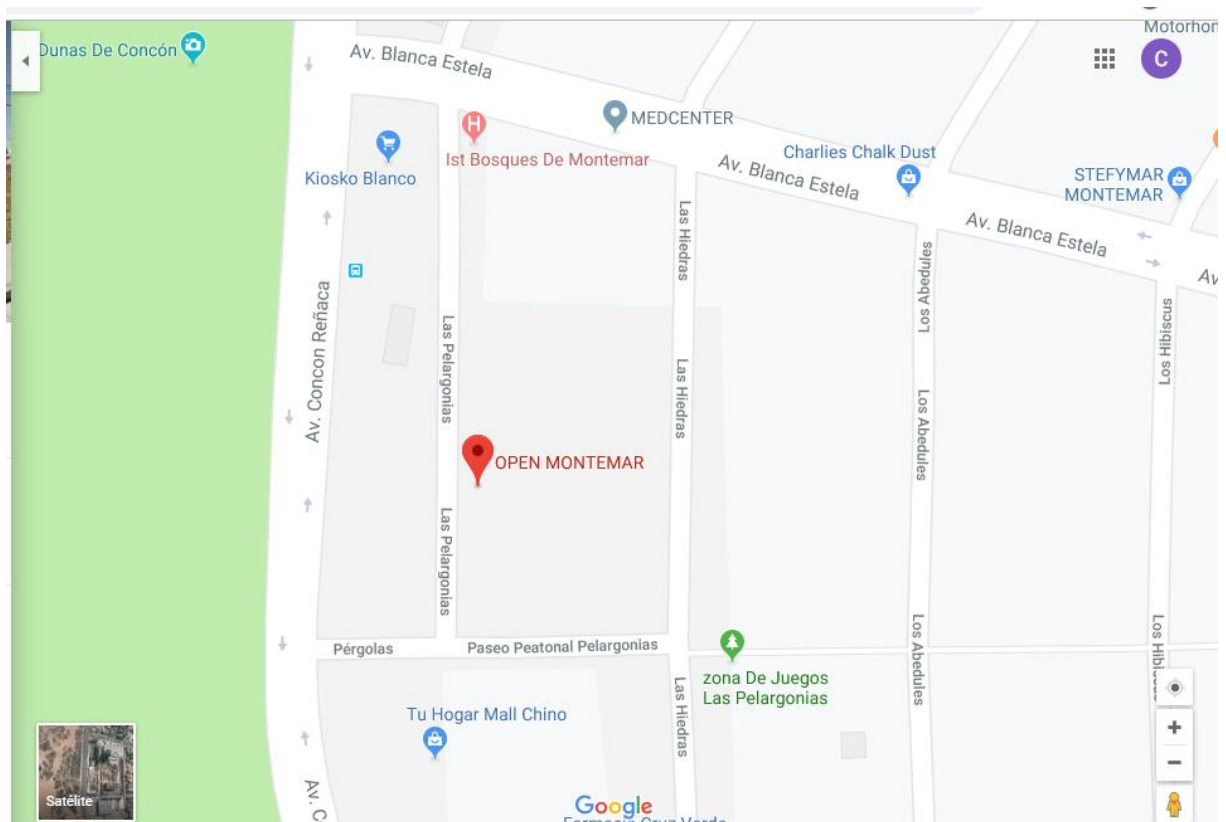 Motorhon
Dunas De Concón
Av. Blanca Estela
C
MEDCENTER
Ist Bosques De Montemar
Charlies Chalk Dust
Kiosko Blanco
Av. Blanca Estela
STEFYMAR
MONTEMAR
Av. Blanca Estela
Av
Las Hiedras
Los Abedules
Los Hibiscus
Av. Concon Reñaca
Las Pelargonias
Las Hiedras
Los Abedules
OPEN MONTEMAR
Las Pelargonias
Pérgolas
Paseo Peatonal Pelargonias
Los Abedules
Los Hibiscus
zona De Juegos
Las Pelargonias
Las Hiedras
Tu Hogar Mall Chino
Satélite
Av. C
Google